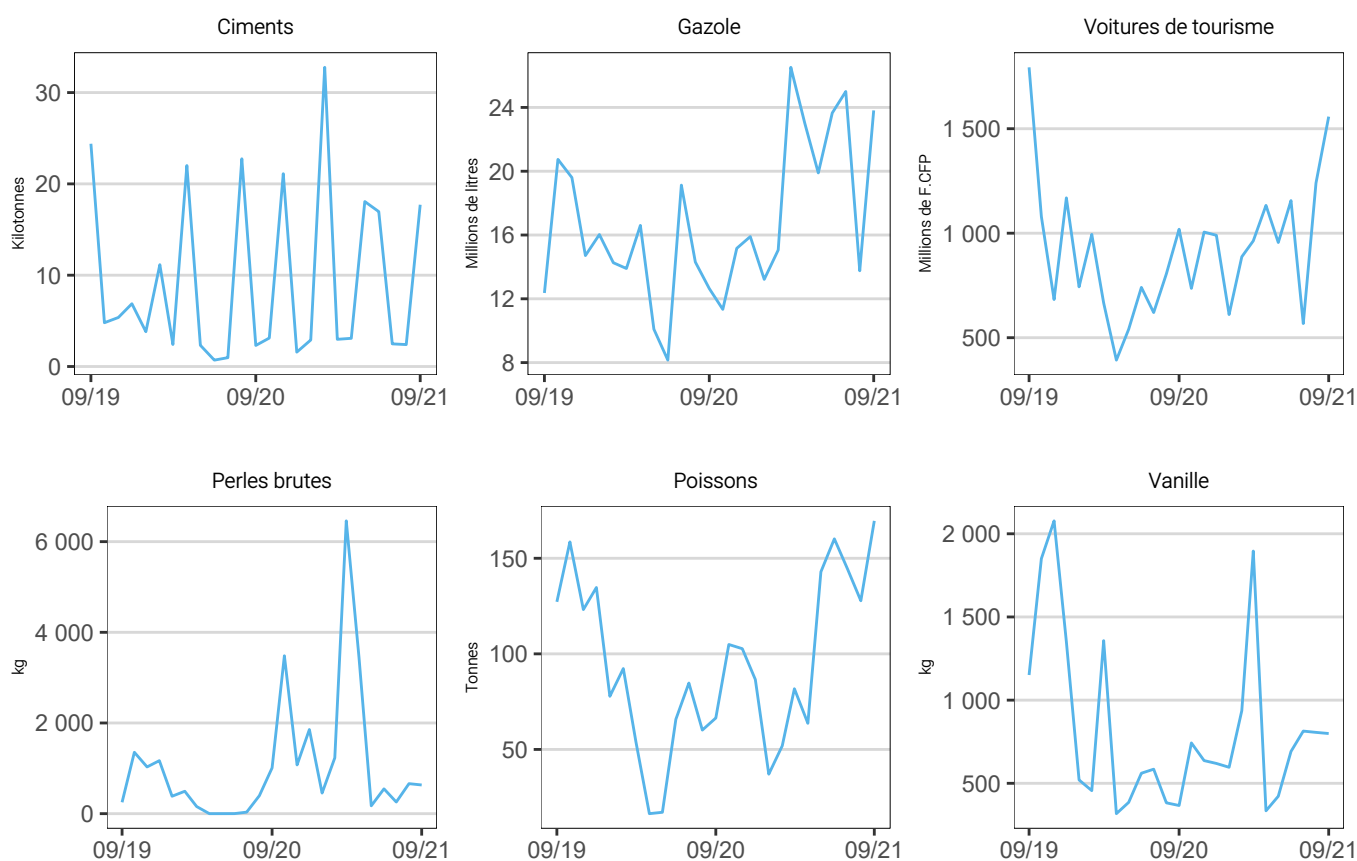 Ciments
Kilotonnes
30
20
10
0
09/19 09/20 09/21
Gazole
Millions de litres
24
20
16
12
8
09/19 09/20 09/21
Voitures de tourisme
Millions de F.CFP
1 500
1 000
500
09/19 09/20 09/21
Perles brutes
kg
6 000
4 000
2 000
0
09/19 09/20 09/21
Poissons
Tonnes
150
100
50
09/19 09/20 09/21
Vanille
kg
2 000
1 500
1 000
500
09/19 09/20 09/21